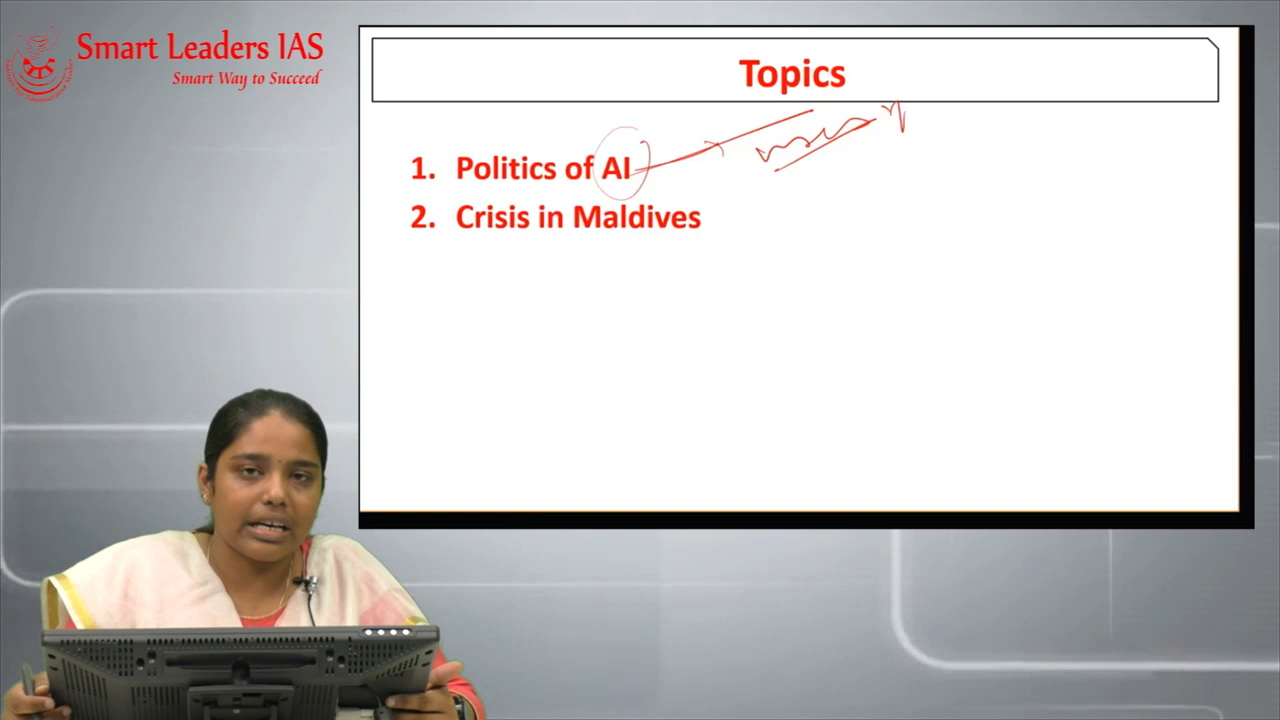 Smart Leaders IAS
Smart Way to Succeed
Topics
1. Politics of AI
2. Crisis in Maldives